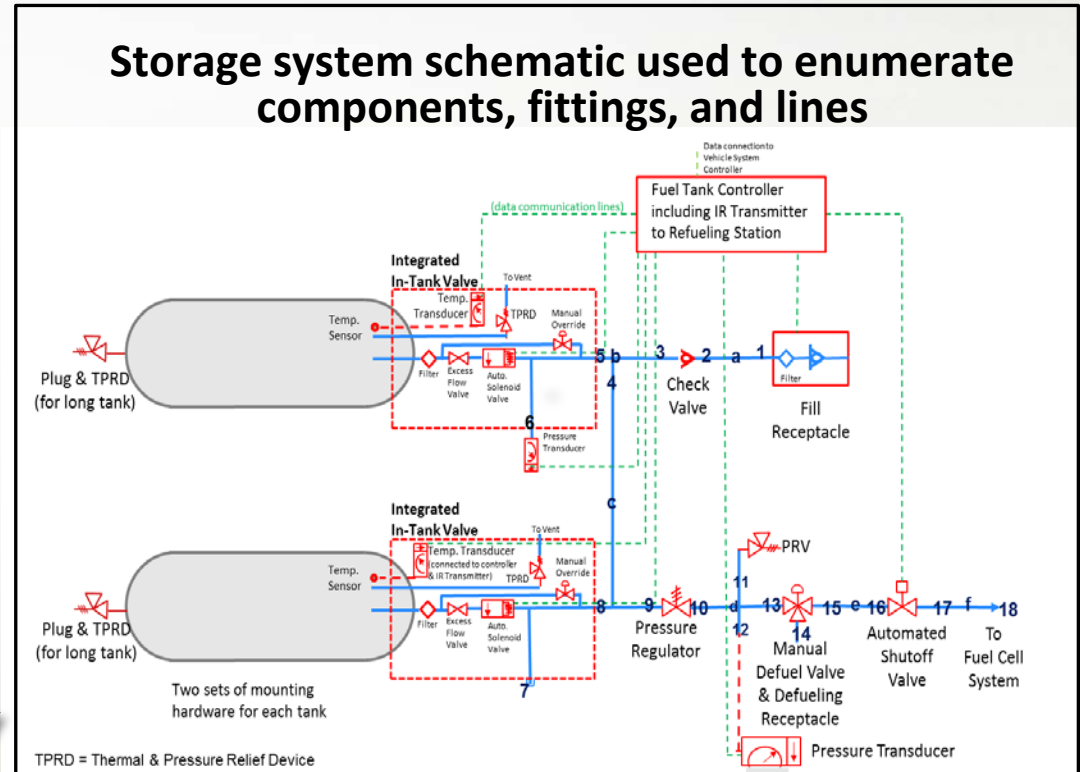 Storage system schematic used to enumerate
components, fittings, and lines
Data connection to
Vehicle System
Controller
Fuel Tank Controller
including IR Transmitter
to Refueling Station
(data communication lines)
Integrated
In-Tank Valve
To Vent
Temp.
Transducer
TPRD
Manual
Override
Temp.
Sensor
Filter
Excess
Flow
Valve
Auto.
Solenoid
Valve
5 b 3 2 a 1
4
Check
Valve
Filter
Fill
Receptacle
Plug & TPRD
(for long tank)
6
Pressure
Transducer
c
Integrated
In-Tank Valve
To Vent
Temp. Transducer
(connected to controller
& IR Transmitter)
TPRD
Manual
Override
Temp.
Sensor
Filter
Excess
Flow
Valve
Auto.
Solenoid
Valve
7
PRV
11
8 9 10 d 13 15 e 16 17 f 18
12
14
Pressure
Regulator
Manual
Defuel Valve
& Defueling
Receptacle
Automated
Shutoff
Valve
To
Fuel Cell
System
Plug & TPRD
(for long tank)
Two sets of mounting
hardware for each tank
Pressure Transducer
TPRD = Thermal & Pressure Relief Device